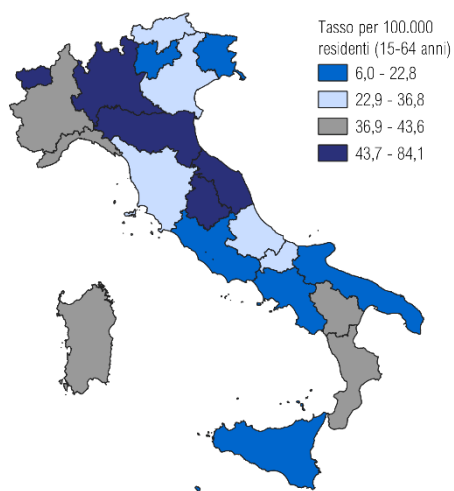 Tasso per 100.000
residenti (15-64 anni)
6,0 - 22,8
22,9 - 36,8
36,9 - 43,6
43,7 - 84,1